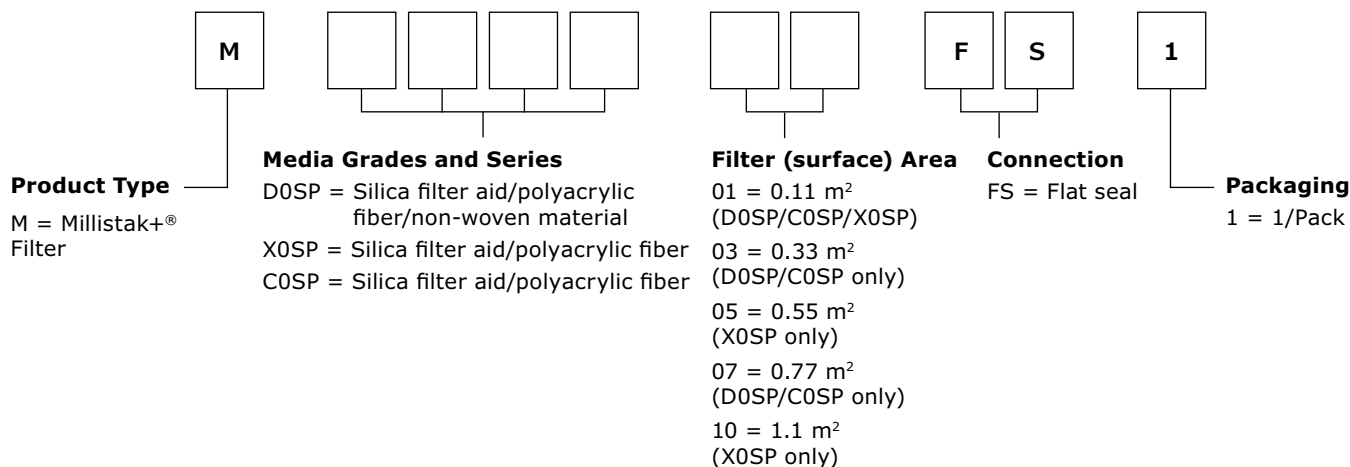 M
F S
1
Product Type
M = Millistak+®
Filter
Media Grades and Series
D0SP = Silica filter aid/polyacrylic
fiber/non-woven material
X0SP = Silica filter aid/polyacrylic fiber
C0SP = Silica filter aid/polyacrylic fiber
Filter (surface) Area
01 = 0.11 m²
(D0SP/C0SP/X0SP)
03 = 0.33 m²
(D0SP/C0SP only)
05 = 0.55 m²
(X0SP only)
07 = 0.77 m²
(D0SP/C0SP only)
10 = 1.1 m²
(X0SP only)
Connection
FS = Flat seal
Packaging
1 = 1/Pack